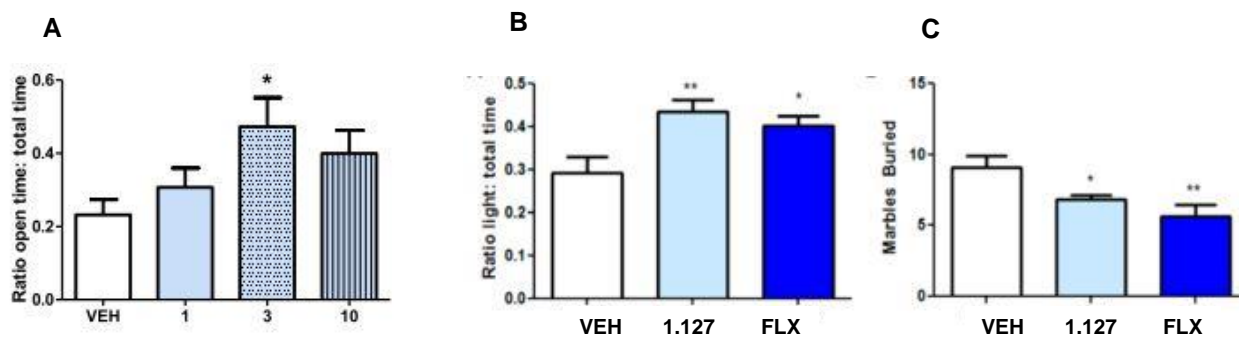 A
B
C
Ratio open time: total time
0.6
0.4
0.2
0.0
*
VEH 1 3 10
Ratio light: total time
0.5
0.4
0.3
0.2
0.1
0.0
**
*
VEH 1.127 FLX
Marbles Buried
15
10
5
0
*
**
VEH 1.127 FLX